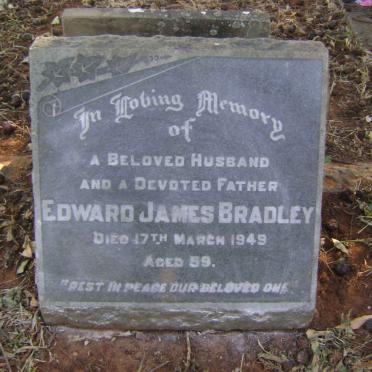 In Loving Memory
of
A BELOVED HUSBAND
AND A DEVOTED FATHER
EDWARD JAMES BRADLEY
DIED 17TH MARCH 1949
AGED 59.
"REST IN PEACE OUR BELOVED ONE"